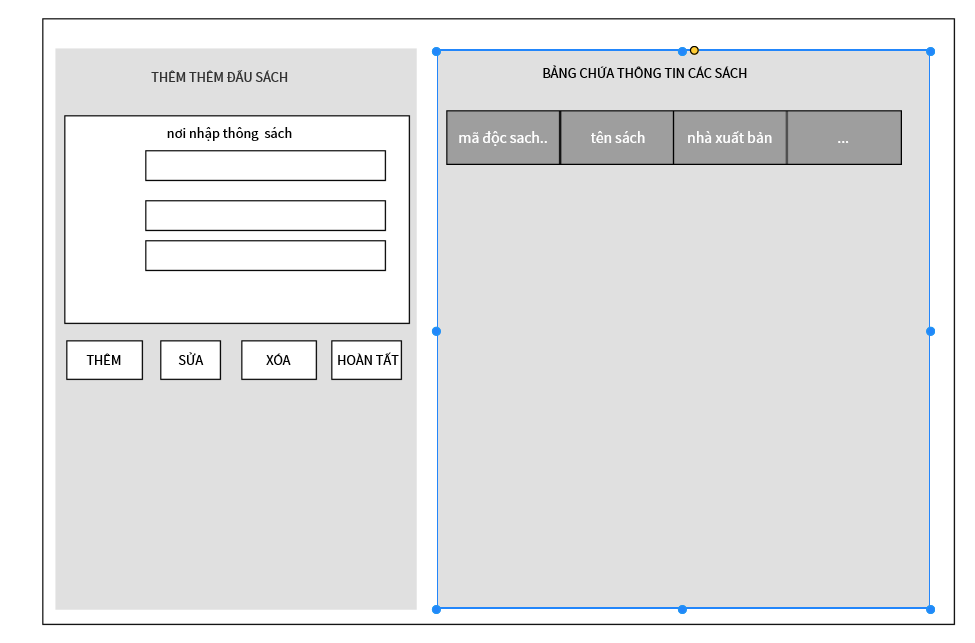 THÊM THÊM ĐẦU SÁCH
nơi nhập thông sách
THÊM
SỬA
XÓA
HOÀN TẤT
BẢNG CHỨA THÔNG TIN CÁC SÁCH
mã độc sach..
tên sách
nhà xuất bản
...